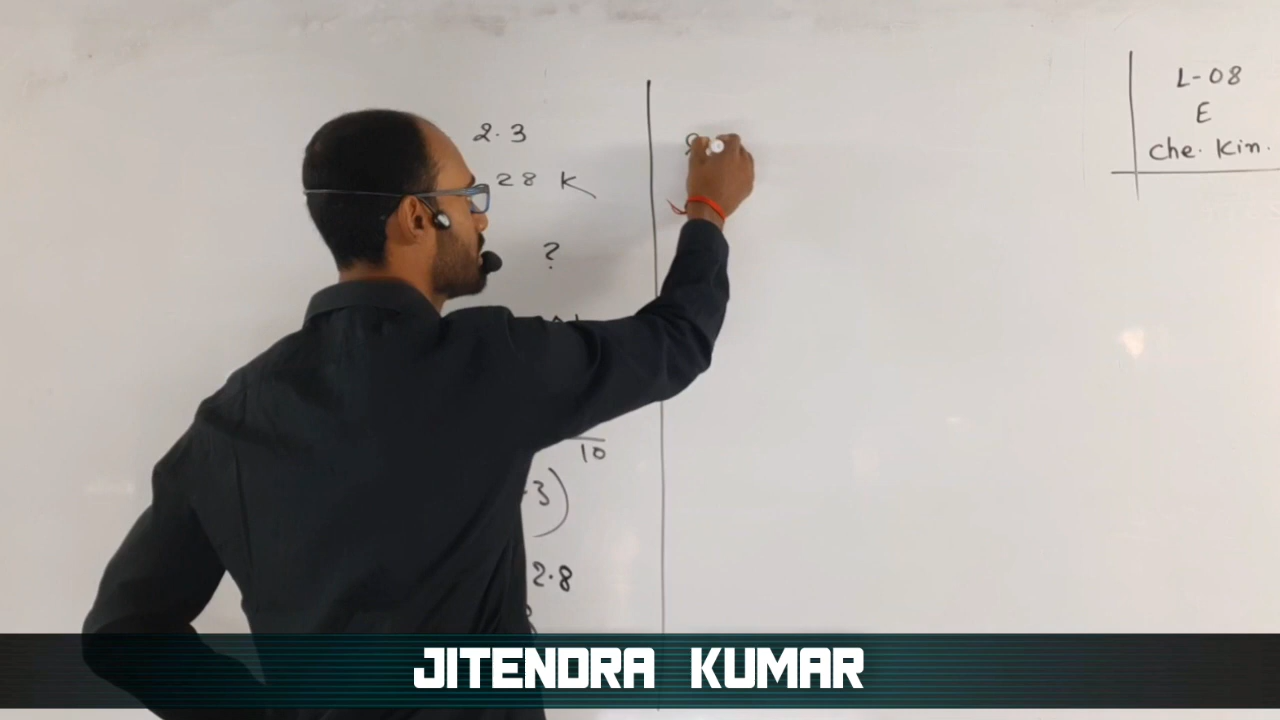 2.3
28 K
?
10
3)
2.8
L-08
E
Che. Kin.
JITENDRA KUMAR